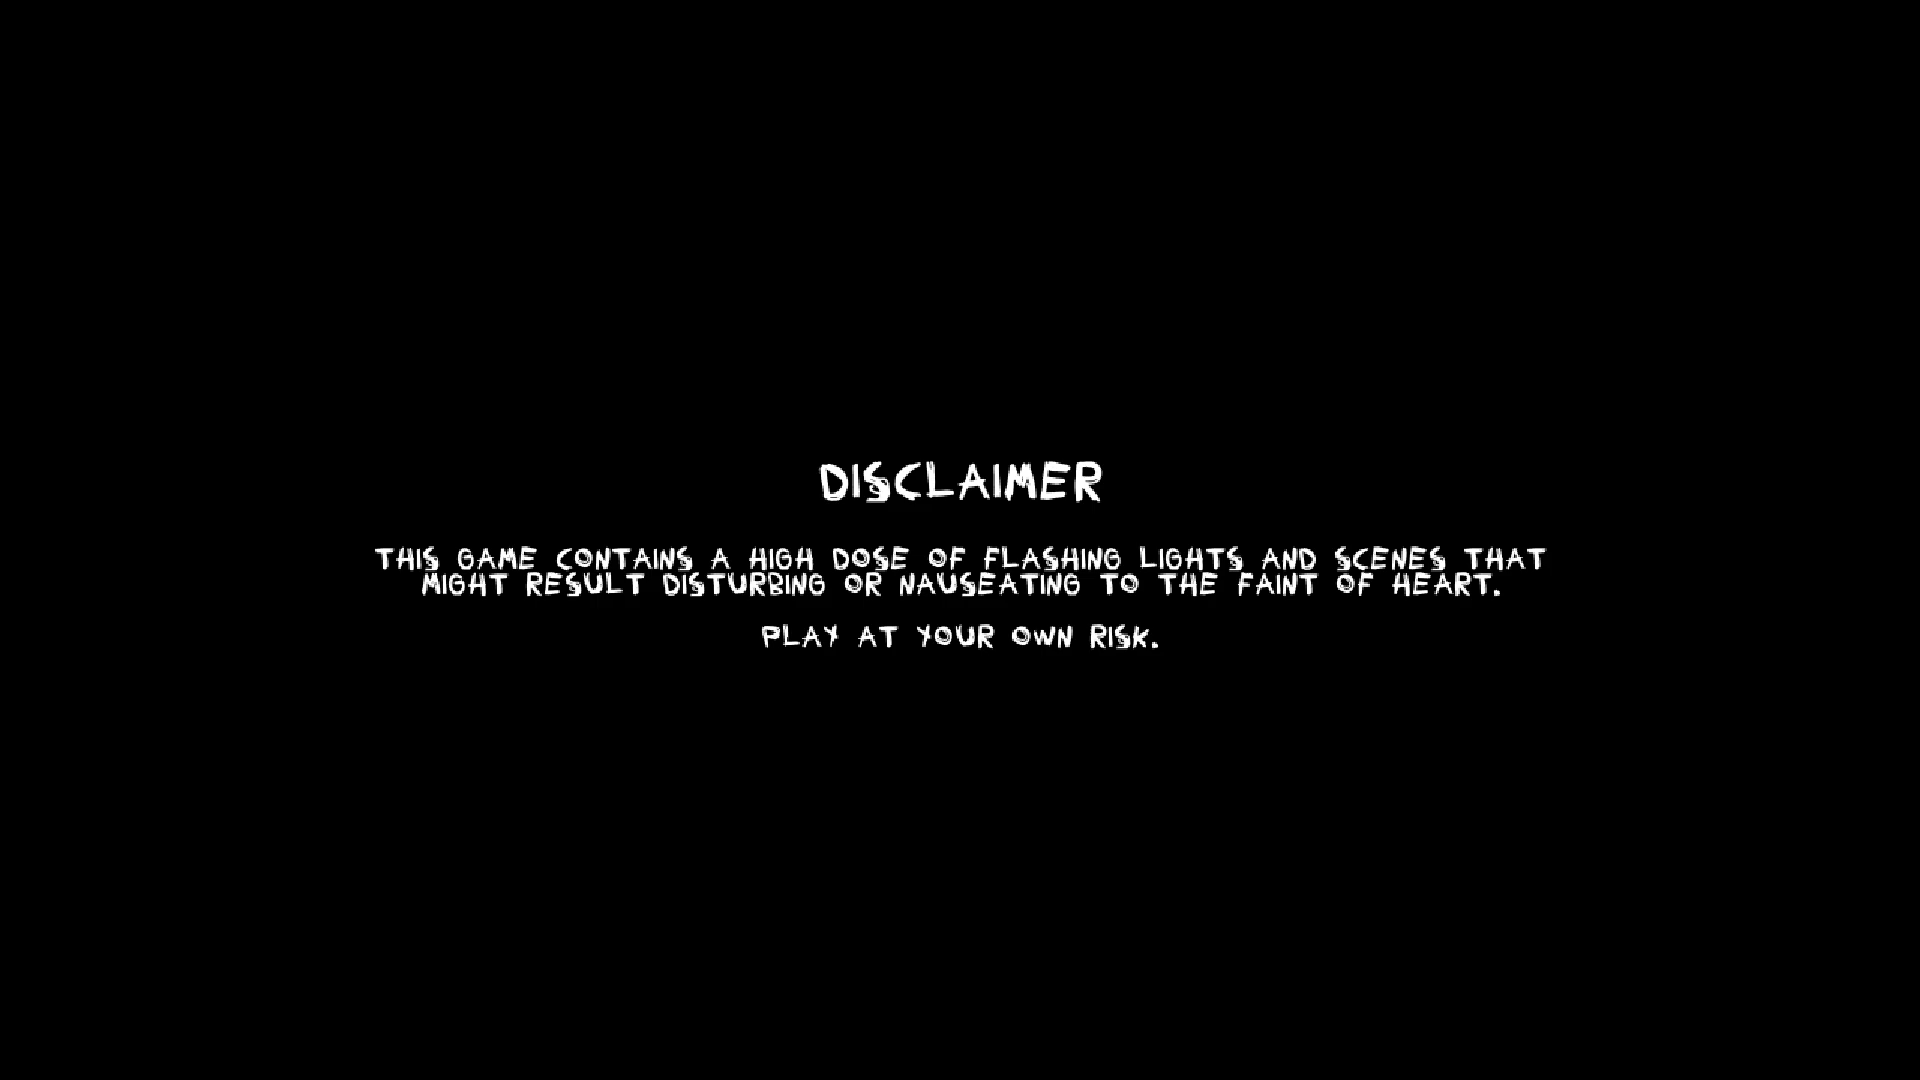 DISCLAIMER
THIS GAME CONTAINS A HIGH DOSE OF FLASHING LIGHTS AND SCENES THAT
MIGHT RESULT DISTURBING OR NAUSEATING TO THE FAINT OF HEART.
PLAY AT YOUR OWN RISK.